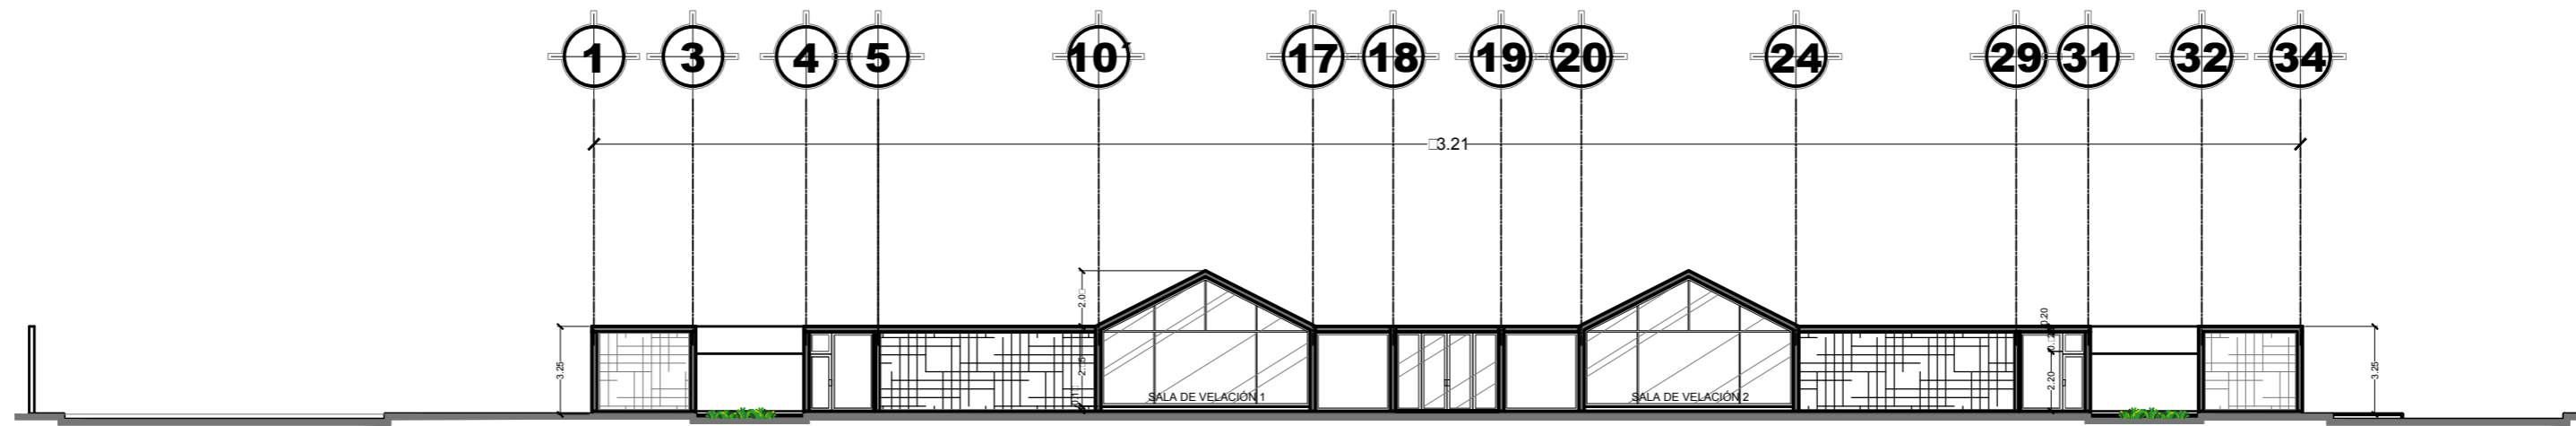 1 3 4 5 10´ 17 18 19 20 24 29 31 32 34
□3.21
2.0□
0.20
3.25
2.20
3.25
SALA DE VELACIÓN 1
SALA DE VELACIÓN 2